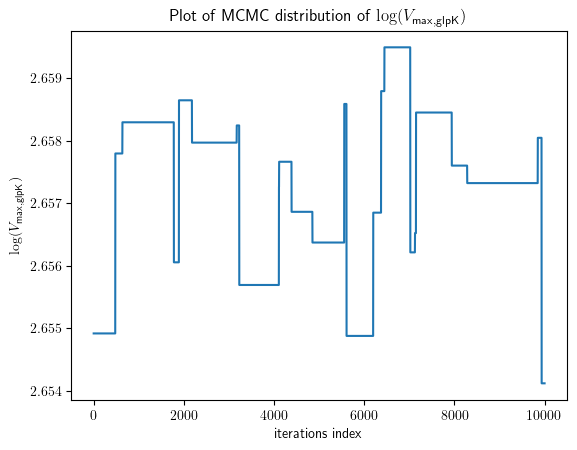 Plot of MCMC distribution of log(V_max,glpK)
2.659
2.658
2.657
2.656
2.655
2.654
log(V_max,glpK)
0 2000 4000 6000 8000 10000
iterations index